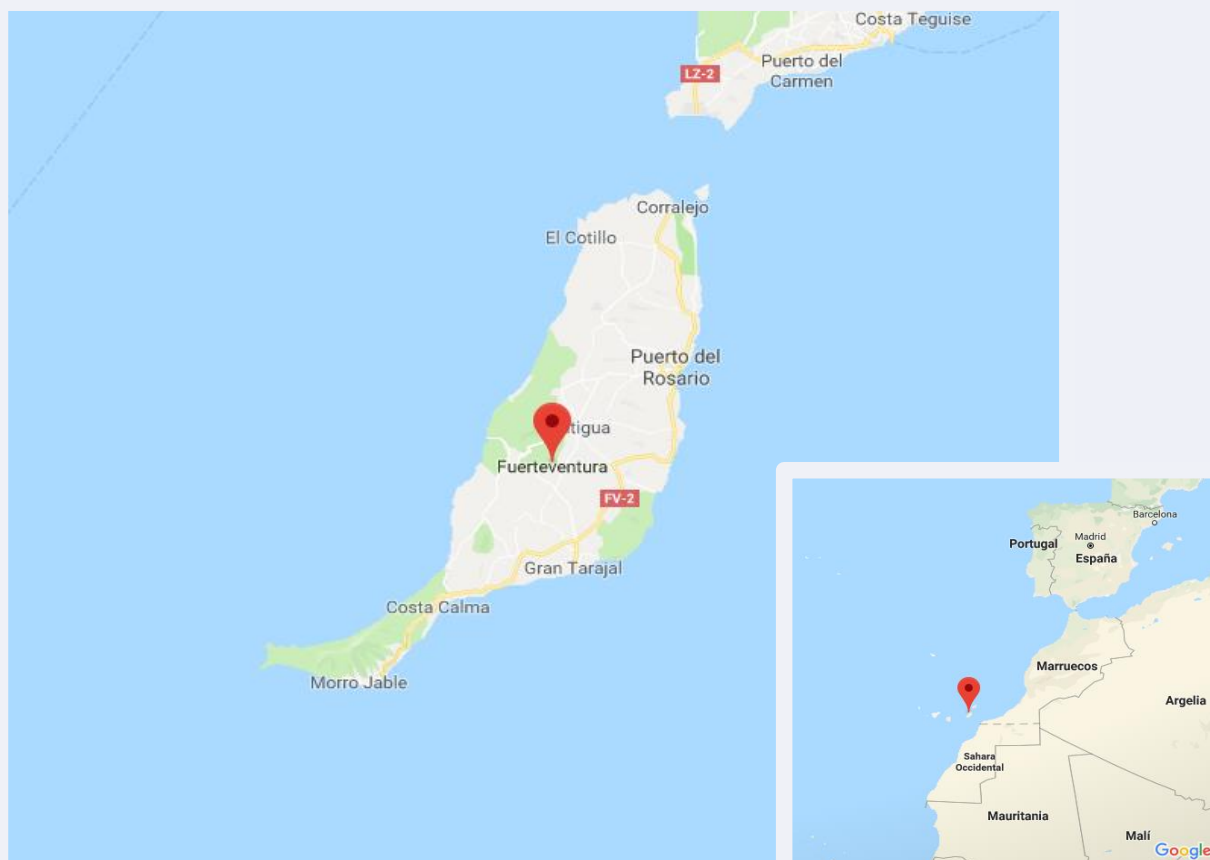 Costa Teguise
Puerto del
Carmen
LZ-2
Corralejo
El Cotillo
Puerto del
Rosario
tigua
Fuerteventura
FV-2
Gran Tarajal
Costa Calma
Morro Jable
Barcelona
Portugal
Madrid
España
Marruecos
Argelia
Sahara
Occidental
Mauritania
Malí
Google